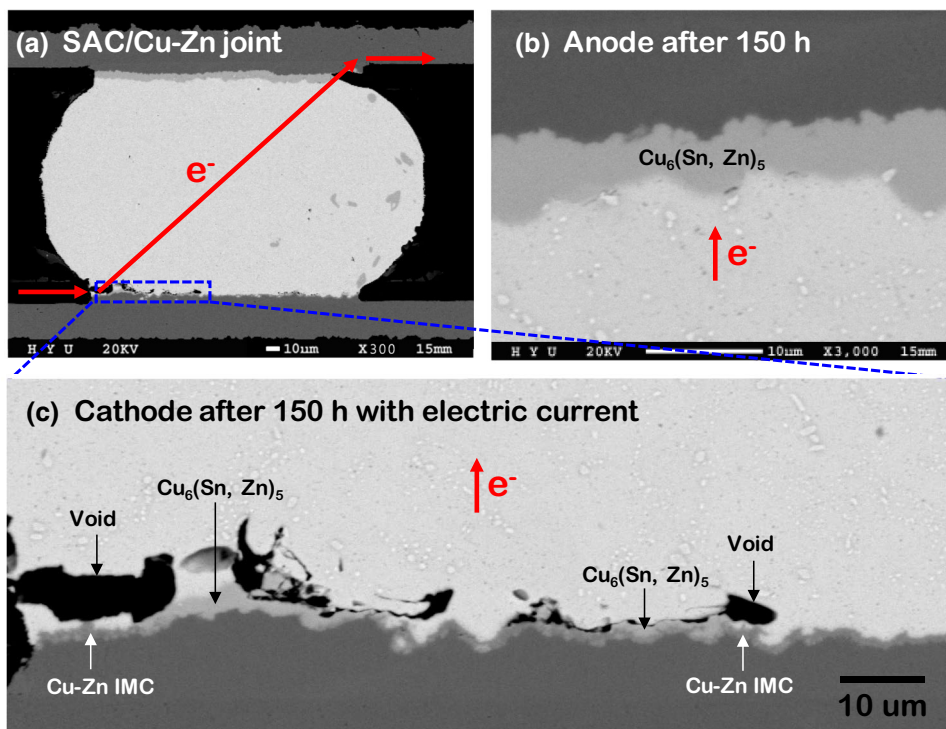 (a) SAC/Cu-Zn joint
e-
H Y U 20KV 10μm X300 15mm
(b) Anode after 150 h
Cu6(Sn, Zn)5
e-
H Y U 20KV 10μm X3,000 15mm
(c) Cathode after 150 h with electric current
Cu6(Sn, Zn)5
e-
Void
Void
Cu6(Sn, Zn)5
Cu-Zn IMC
Cu-Zn IMC
10 um